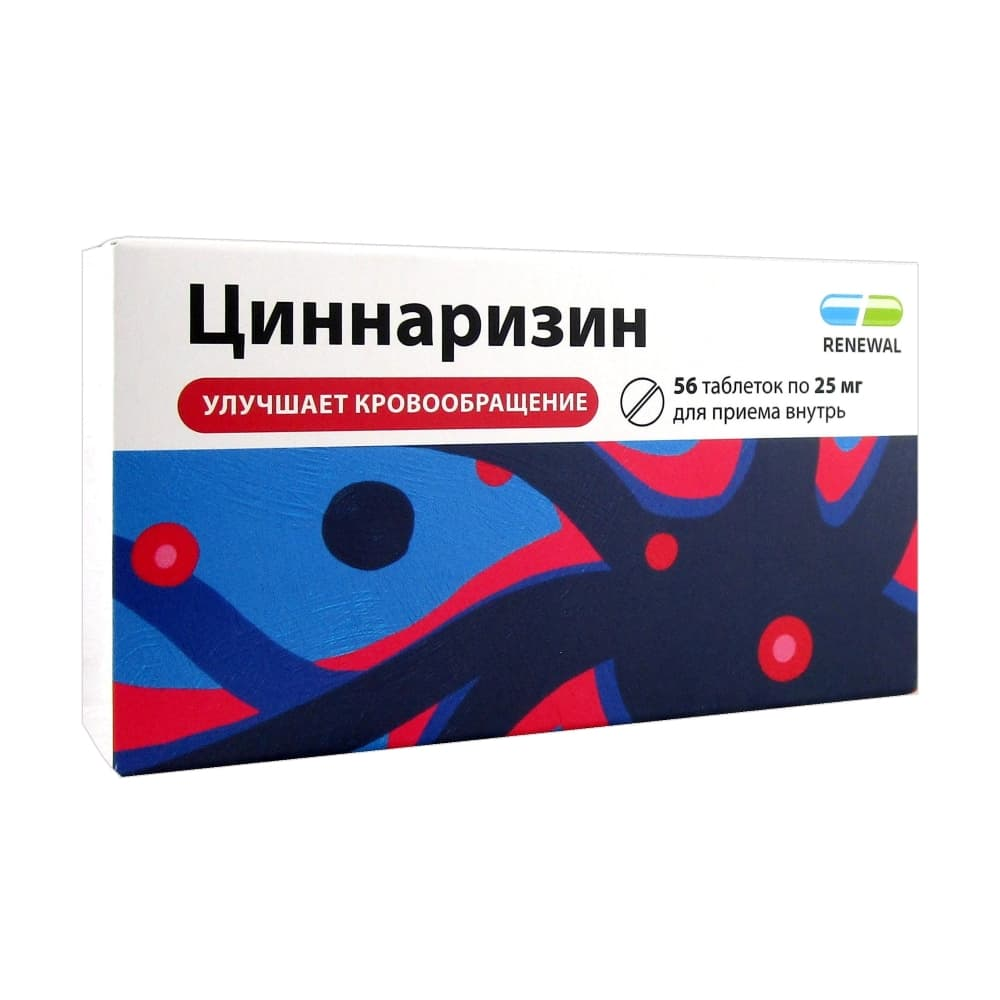 Циннаризин
RENEWAL
УЛУЧШАЕТ КРОВООБРАЩЕНИЕ
56 таблеток по 25 мг
для приема внутрь